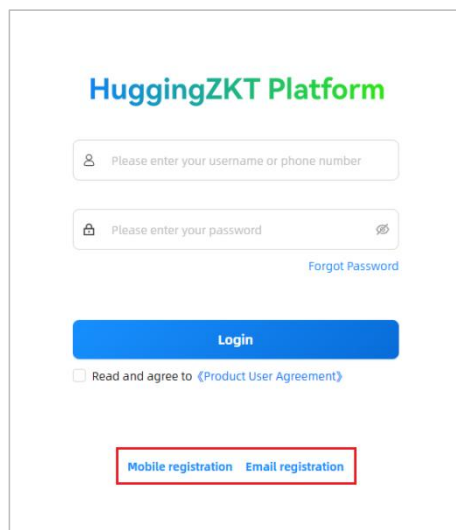 HuggingZKT Platform
Please enter your username or phone number
Please enter your password
Forgot Password
Login
Read and agree to 《Product User Agreement》
Mobile registration Email registration